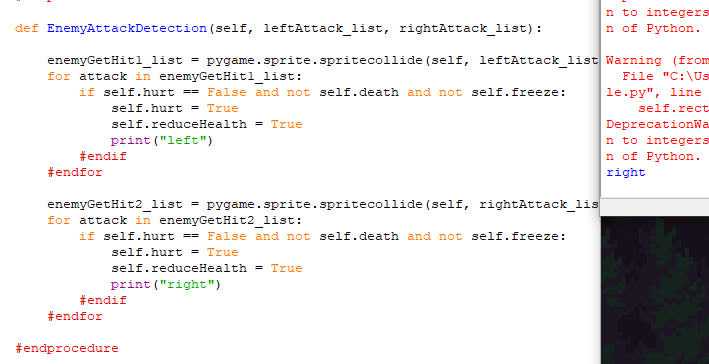 def EnemyAttackDetection(self, leftAttack_list, rightAttack_list):
enemyGetHit1_list = pygame.sprite.spritecollide(self, leftAttack_list
for attack in enemyGetHit1_list:
if self.hurt == False and not self.death and not self.freeze:
self.hurt = True
self.reduceHealth = True
print("left")
#endif
#endfor
enemyGetHit2_list = pygame.sprite.spritecollide(self, rightAttack_lis
for attack in enemyGetHit2_list:
if self.hurt == False and not self.death and not self.freeze:
self.hurt = True
self.reduceHealth = True
print("right")
#endif
#endfor
#endprocedure
n to integers
n of Python.
Warning (from
File "C:\Us
le.py", line
self.rect
DeprecationWa
n to integers
n of Python.
right